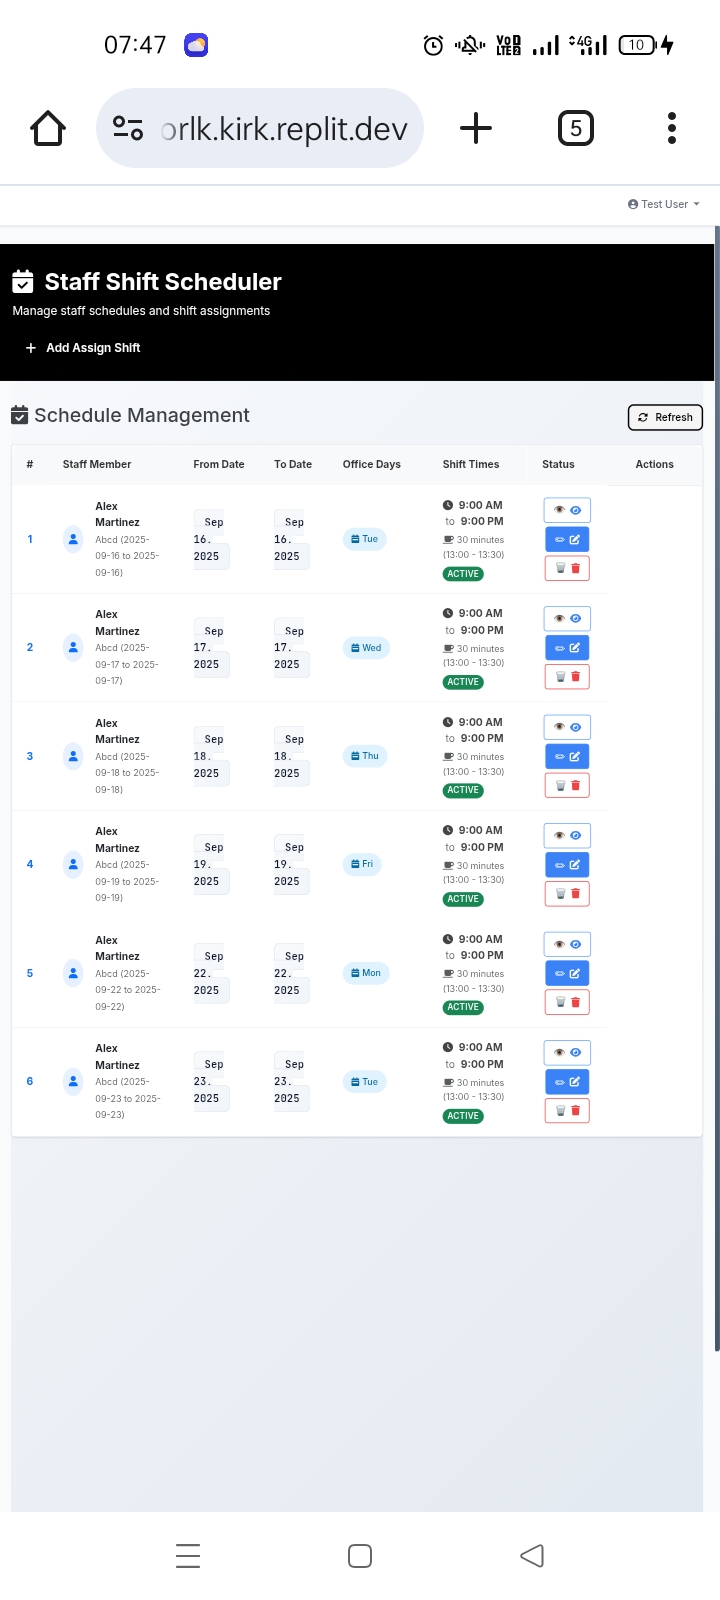 07:47
VoD LTE2
4G
10
orlk.kirk.replit.dev
5
Test User
Staff Shift Scheduler
Manage staff schedules and shift assignments
+ Add Assign Shift
Schedule Management
Refresh
# Staff Member From Date To Date Office Days Shift Times Status Actions
1
Alex
Martinez
Abcd (2025-
09-16 to 2025-
09-16)
Sep
16,
2025
Sep
16,
2025
Tue
9:00 AM
to 9:00 PM
30 minutes
(13:00 - 13:30)
ACTIVE
2
Alex
Martinez
Abcd (2025-
09-17 to 2025-
09-17)
Sep
17,
2025
Sep
17,
2025
Wed
9:00 AM
to 9:00 PM
30 minutes
(13:00 - 13:30)
ACTIVE
3
Alex
Martinez
Abcd (2025-
09-18 to 2025-
09-18)
Sep
18,
2025
Sep
18,
2025
Thu
9:00 AM
to 9:00 PM
30 minutes
(13:00 - 13:30)
ACTIVE
4
Alex
Martinez
Abcd (2025-
09-19 to 2025-
09-19)
Sep
19,
2025
Sep
19,
2025
Fri
9:00 AM
to 9:00 PM
30 minutes
(13:00 - 13:30)
ACTIVE
5
Alex
Martinez
Abcd (2025-
09-22 to 2025-
09-22)
Sep
22,
2025
Sep
22,
2025
Mon
9:00 AM
to 9:00 PM
30 minutes
(13:00 - 13:30)
ACTIVE
6
Alex
Martinez
Abcd (2025-
09-23 to 2025-
09-23)
Sep
23,
2025
Sep
23,
2025
Tue
9:00 AM
to 9:00 PM
30 minutes
(13:00 - 13:30)
ACTIVE